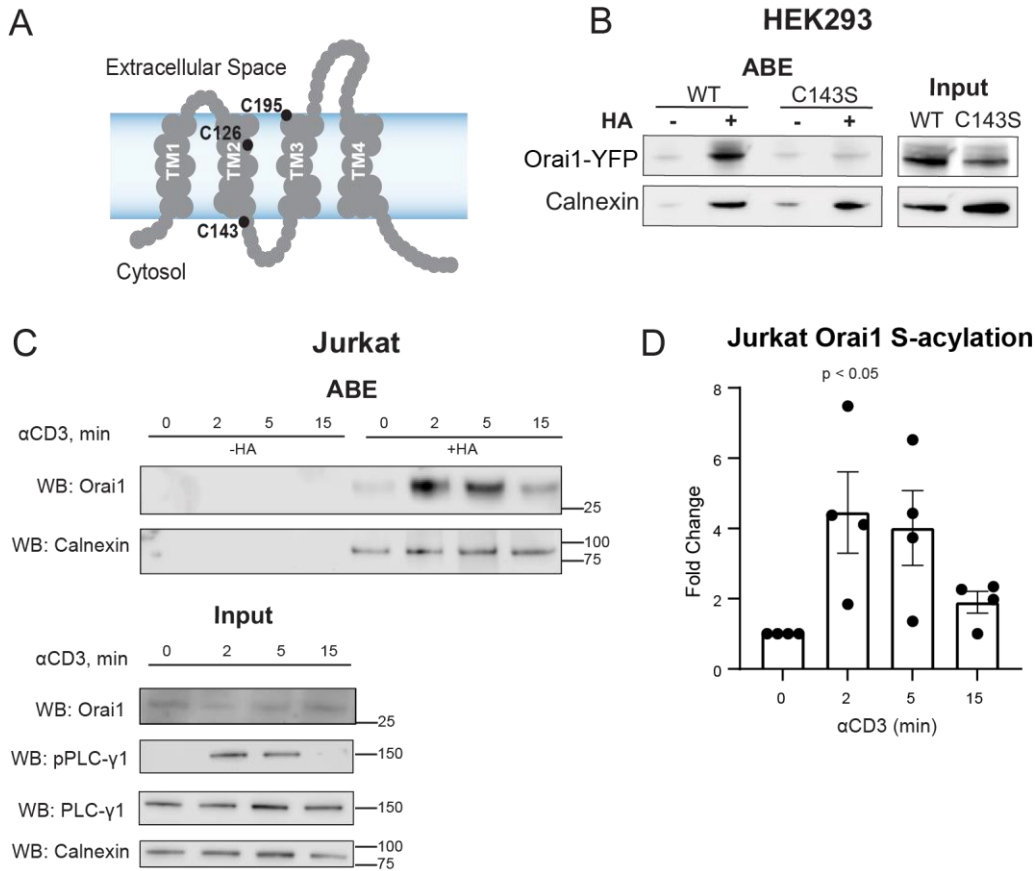 A
Extracellular Space
C195
C126
TM1
TM2
TM3
TM4
C143
Cytosol
B
HEK293
ABE
Input
WT C143S
WT C143S
HA - + - +
Orai1-YFP
Calnexin
C
Jurkat
ABE
αCD3, min 0 2 5 15 0 2 5 15
-HA +HA
WB: Orai1
25
WB: Calnexin
100
75
Input
αCD3, min 0 2 5 15
WB: Orai1
25
WB: pPLC-γ1 150
WB: PLC-γ1 150
WB: Calnexin 100
75
D
Jurkat Orai1 S-acylation
p < 0.05
Fold Change
8
6
4
2
0
0 2 5 15
αCD3 (min)